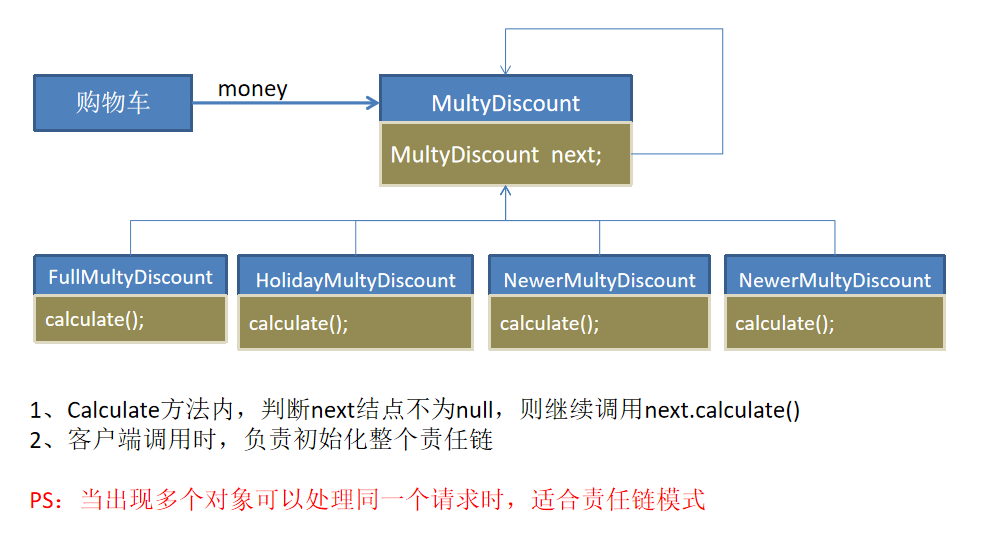 购物车
money
MultyDiscount
MultyDiscount next;
FullMultyDiscount
HolidayMultyDiscount
NewerMultyDiscount
NewerMultyDiscount
calculate();
calculate();
calculate();
calculate();
1、Calculate方法内，判断next结点不为null，则继续调用next.calculate()
2、客户端调用时，负责初始化整个责任链
PS：当出现多个对象可以处理同一个请求时，适合责任链模式